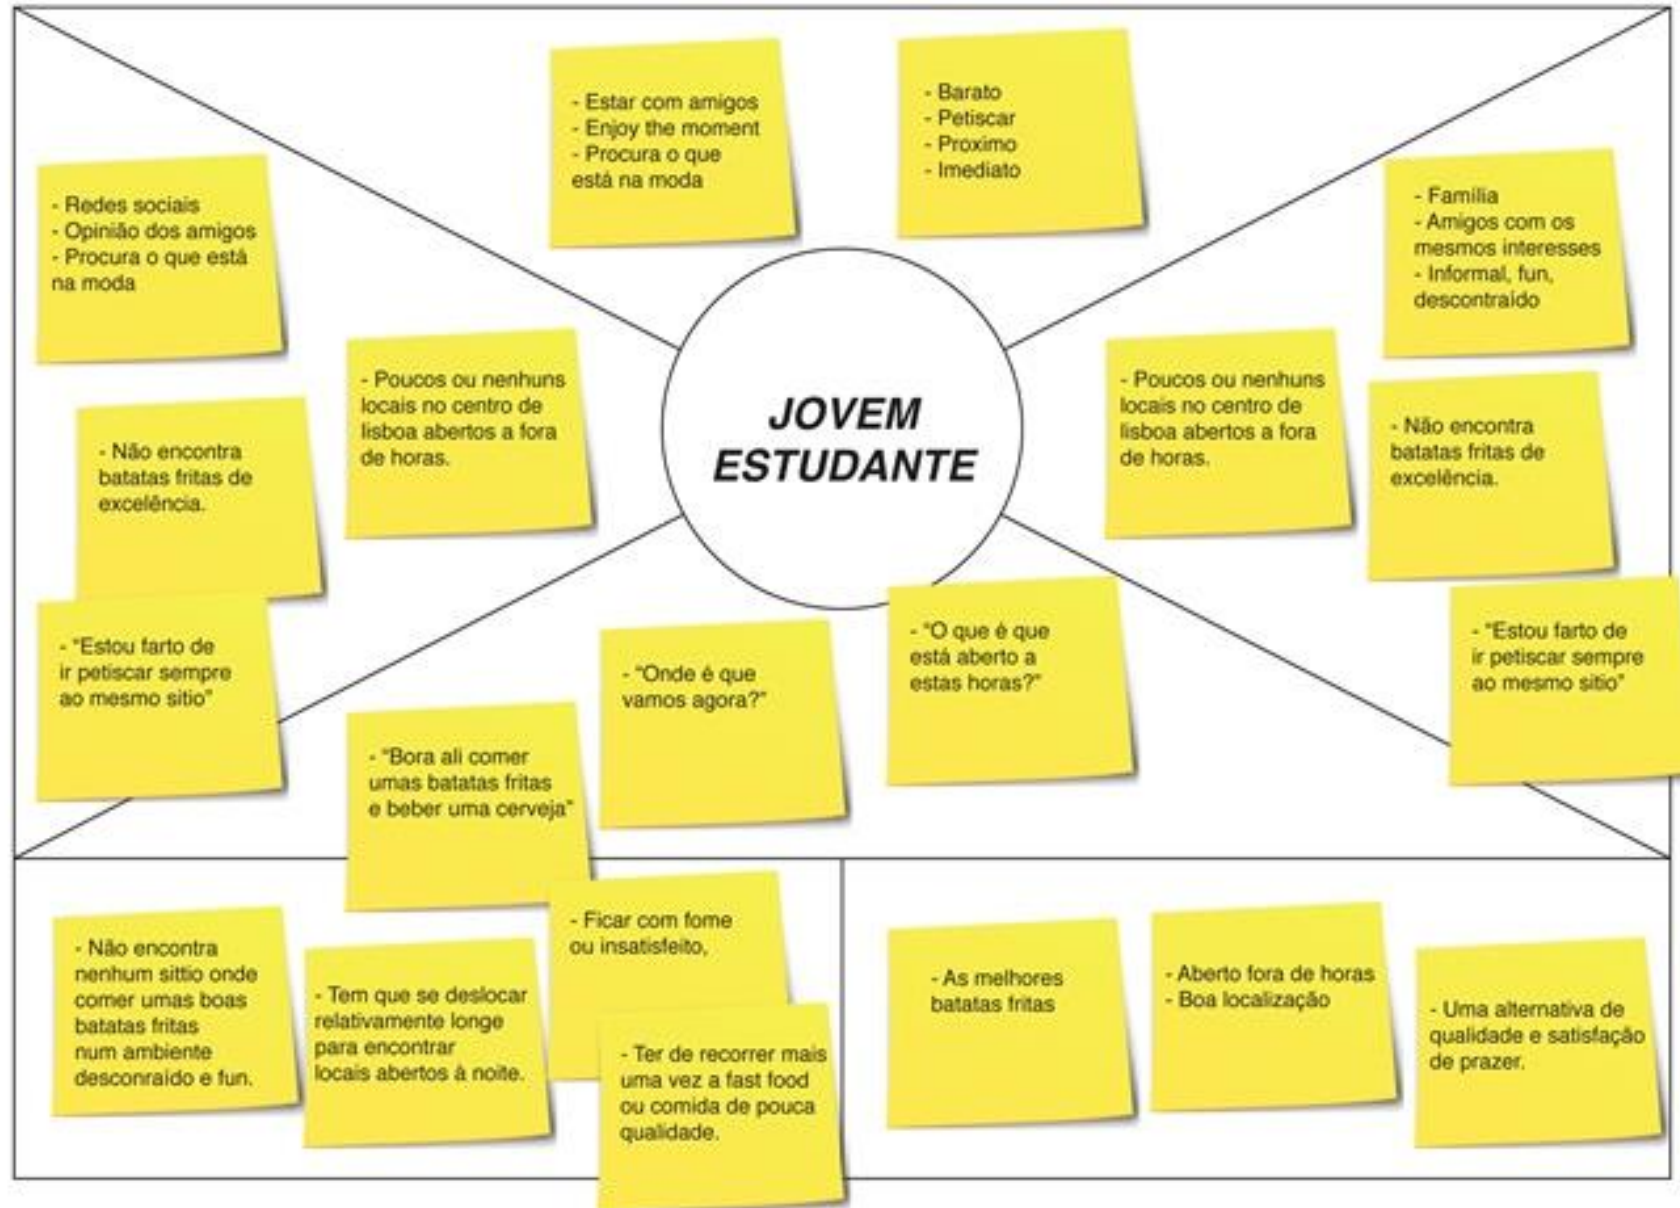 - Estar com amigos
- Enjoy the moment
- Procura o que
está na moda
- Barato
- Petiscar
- Proximo
- Imediato
- Redes sociais
- Opinião dos amigos
- Procura o que está
na moda
- Família
- Amigos com os
mesmos interesses
- Informal, fun,
descontraído
- Poucos ou nenhuns
locais no centro de
lisboa abertos a fora
de horas.
JOVEM
ESTUDANTE
- Poucos ou nenhuns
locais no centro de
lisboa abertos a fora
de horas.
- Não encontra
batatas fritas de
excelência.
- Não encontra
batatas fritas de
excelência.
- "Estou farto de
ir petiscar sempre
ao mesmo sitio"
- "Onde é que
vamos agora?"
- "O que é que
está aberto a
estas horas?"
- "Estou farto de
ir petiscar sempre
ao mesmo sitio"
- "Bora ali comer
umas batatas fritas
e beber uma cerveja"
- Não encontra
nenhum sittio onde
comer umas boas
batatas fritas
num ambiente
desconraído e fun.
- Tem que se deslocar
relativamente longe
para encontrar
locais abertos à noite.
- Ficar com fome
ou insatisfeito,
- Ter de recorrer mais
uma vez a fast food
ou comida de pouca
qualidade.
- As melhores
batatas fritas
- Aberto fora de horas
- Boa localização
- Uma alternativa de
qualidade e satisfação
de prazer.